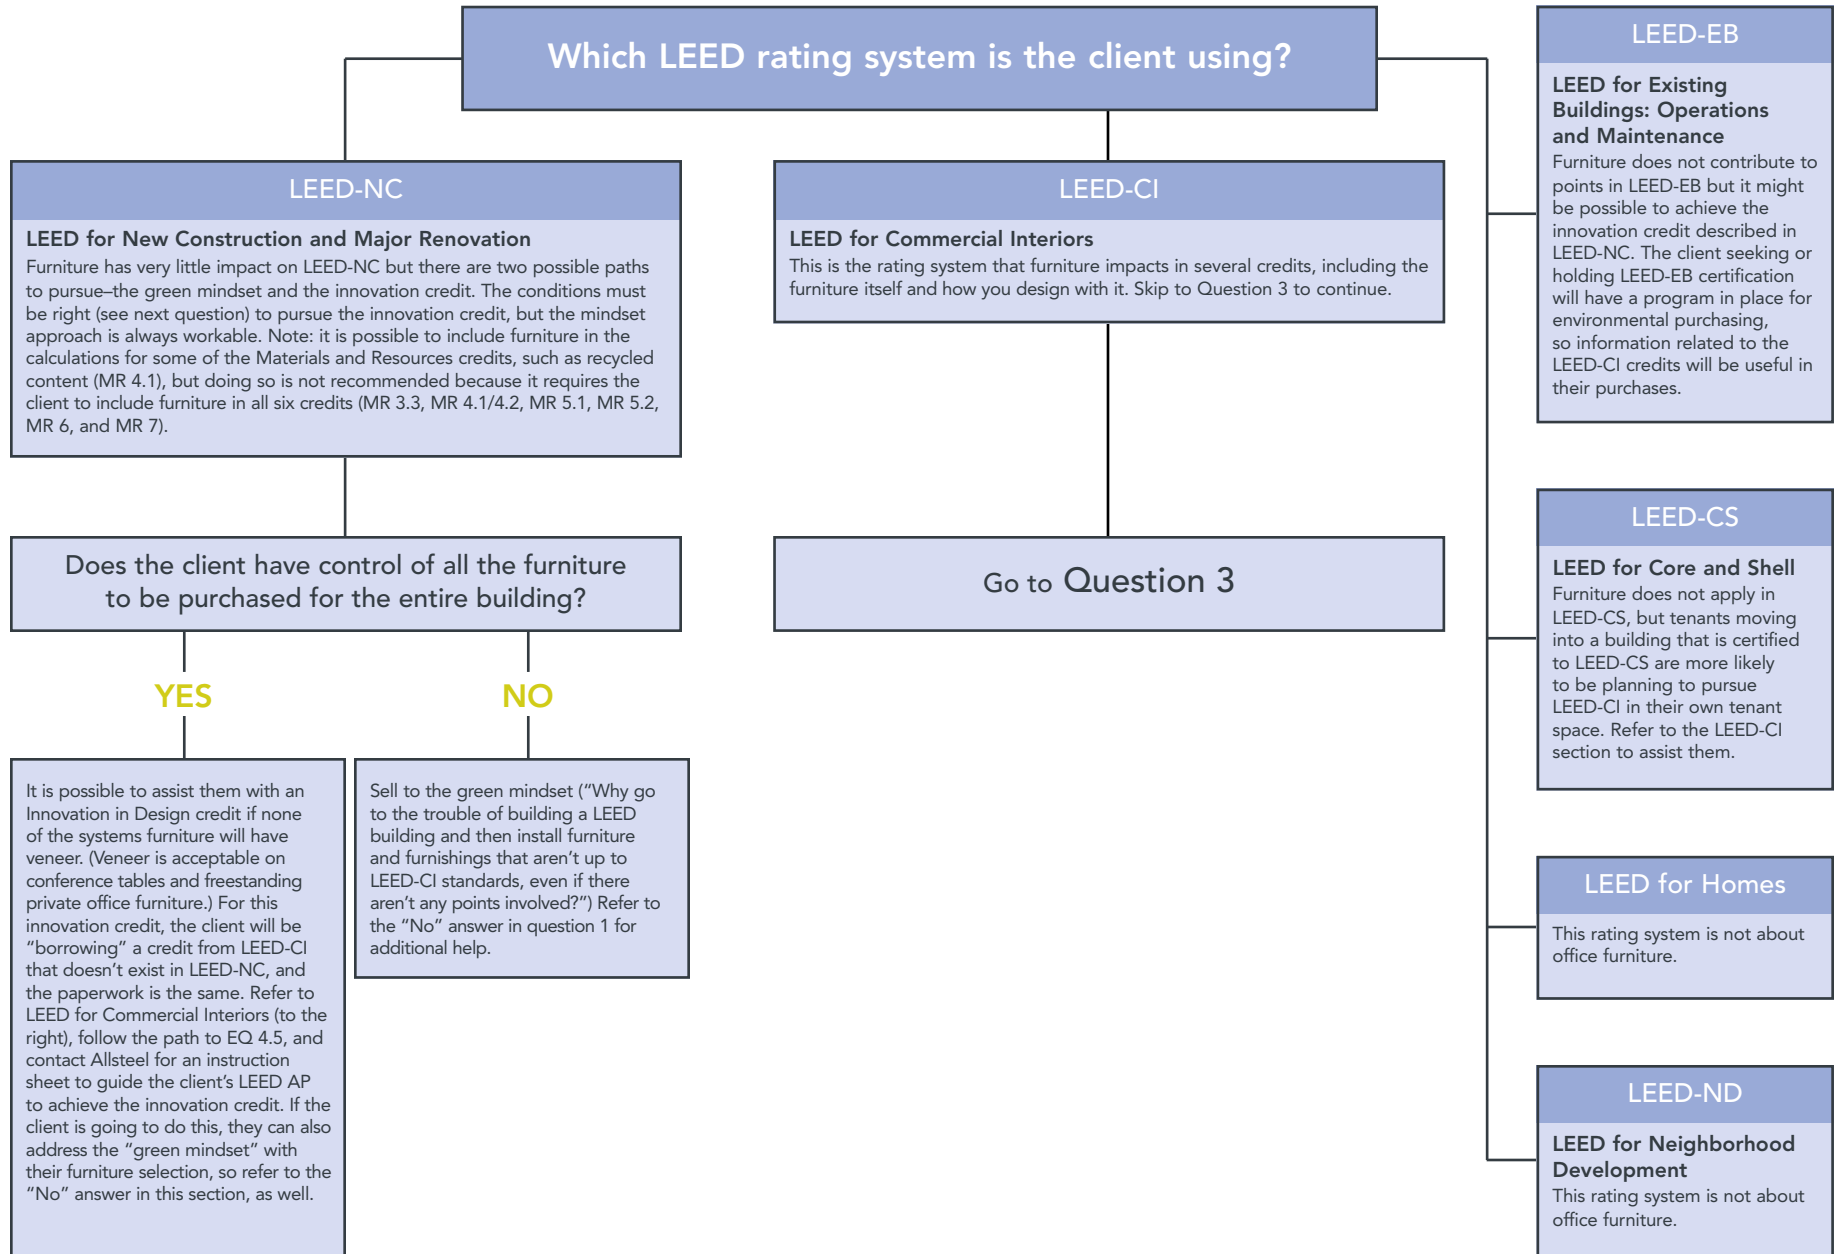 Which LEED rating system is the client using?
LEED-NC
LEED for New Construction and Major Renovation
Furniture has very little impact on LEED-NC but there are two possible paths
to pursue–the green mindset and the innovation credit. The conditions must
be right (see next question) to pursue the innovation credit, but the mindset
approach is always workable. Note: it is possible to include furniture in the
calculations for some of the Materials and Resources credits, such as recycled
content (MR 4.1), but doing so is not recommended because it requires the
client to include furniture in all six credits (MR 3.3, MR 4.1/4.2, MR 5.1, MR 5.2,
MR 6, and MR 7).
Does the client have control of all the furniture
to be purchased for the entire building?
YES
It is possible to assist them with an
Innovation in Design credit if none
of the systems furniture will have
veneer. (Veneer is acceptable on
conference tables and freestanding
private office furniture.) For this
innovation credit, the client will be
“borrowing” a credit from LEED-CI
that doesn’t exist in LEED-NC, and
the paperwork is the same. Refer to
LEED for Commercial Interiors (to the
right), follow the path to EQ 4.5, and
contact Allsteel for an instruction
sheet to guide the client’s LEED AP
to achieve the innovation credit. If the
client is going to do this, they can also
address the “green mindset” with
their furniture selection, so refer to the
“No” answer in this section, as well.
NO
Sell to the green mindset (“Why go
to the trouble of building a LEED
building and then install furniture
and furnishings that aren’t up to
LEED-CI standards, even if there
aren’t any points involved?”) Refer to
the “No” answer in question 1 for
additional help.
LEED-CI
LEED for Commercial Interiors
This is the rating system that furniture impacts in several credits, including the
furniture itself and how you design with it. Skip to Question 3 to continue.
Go to Question 3
LEED-EB
LEED for Existing
Buildings: Operations
and Maintenance
Furniture does not contribute to
points in LEED-EB but it might
be possible to achieve the
innovation credit described in
LEED-NC. The client seeking or
holding LEED-EB certification
will have a program in place for
environmental purchasing,
so information related to the
LEED-CI credits will be useful in
their purchases.
LEED-CS
LEED for Core and Shell
Furniture does not apply in
LEED-CS, but tenants moving
into a building that is certified
to LEED-CS are more likely
to be planning to pursue
LEED-CI in their own tenant
space. Refer to the LEED-CI
section to assist them.
LEED for Homes
This rating system is not about
office furniture.
LEED-ND
LEED for Neighborhood
Development
This rating system is not about
office furniture.